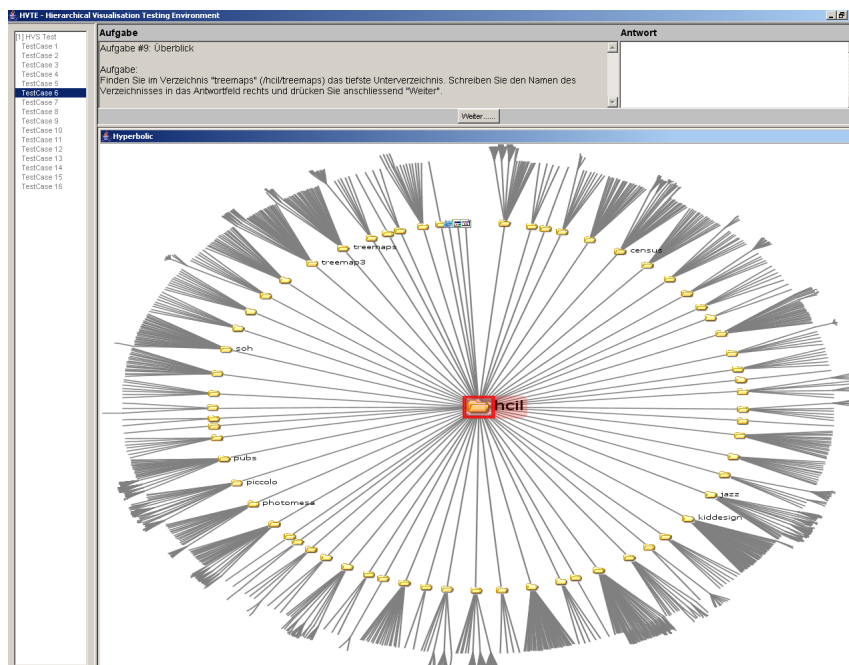 HVTE - Hierarchical Visualisation Testing Environment
[1] HVS Test
TestCase 1
TestCase 2
TestCase 3
TestCase 4
TestCase 5
TestCase 6
TestCase 7
TestCase 8
TestCase 9
TestCase 10
TestCase 11
TestCase 12
TestCase 13
TestCase 14
TestCase 15
TestCase 16
Aufgabe
Aufgabe #9: Überblick
Aufgabe:
Finden Sie im Verzeichnis "treemaps" (/hcil/treemaps) das tiefste Unterverzeichnis. Schreiben Sie den Namen des
Verzeichnisses in das Antwortfeld rechts und drücken Sie anschliessend "Weiter".
Antwort
Weiter......
Hyperbolic
treemaps
census
treemap3
soh
hcil
pubs
piccolo
jazz
photomesa
kiddesign